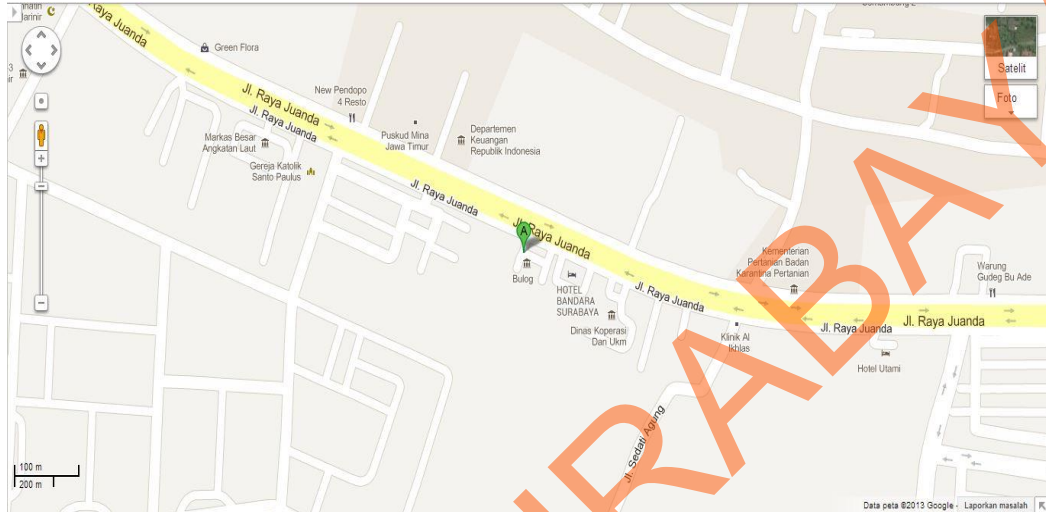 Raya Juanda
Green Flora
Satelit
Foto
Jl. Raya Juanda
Jl. Raya Juanda
New Pendopo
4 Resto
Markas Besar
Angkatan Laut
Puskud Mina
Jawa Timur
Departemen
Keuangan
Republik Indonesia
Gereja Katolik
Santo Paulus
Jl. Raya Juanda
Jl. Raya Juanda
A
Bulog
HOTEL
BANDARA
SURABAYA
Dinas Koperasi
Dan Ukm
Kementerian
Pertanian Badan
Karantina Pertanian
Jl. Raya Juanda
Klinik Al
Ikhlas
Warung
Gudeg Bu Ade
Jl. Raya Juanda
Jl. Raya Juanda
Hotel Utami
Jl. Sedati Agung
100 m
200 m
Data peta ©2013 Google - Laporkan masalah
URABAY